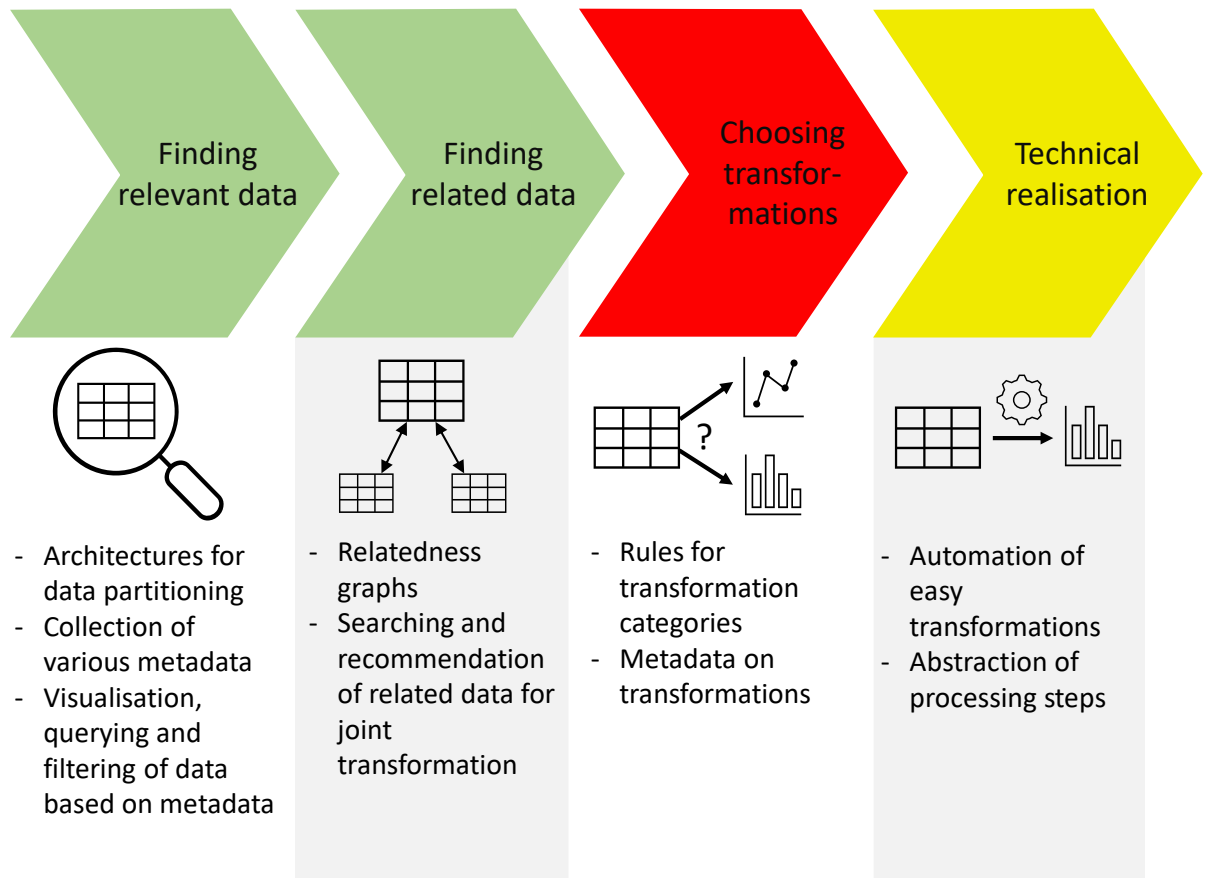 Finding
relevant data
Finding
related data
Choosing
transfor-
mations
Technical
realisation
?
- Architectures for
data partitioning
- Collection of
various metadata
- Visualisation,
querying and
filtering of data
based on metadata
- Relatedness
graphs
- Searching and
recommendation
of related data for
joint
transformation
- Rules for
transformation
categories
- Metadata on
transformations
- Automation of
easy
transformations
- Abstraction of
processing steps